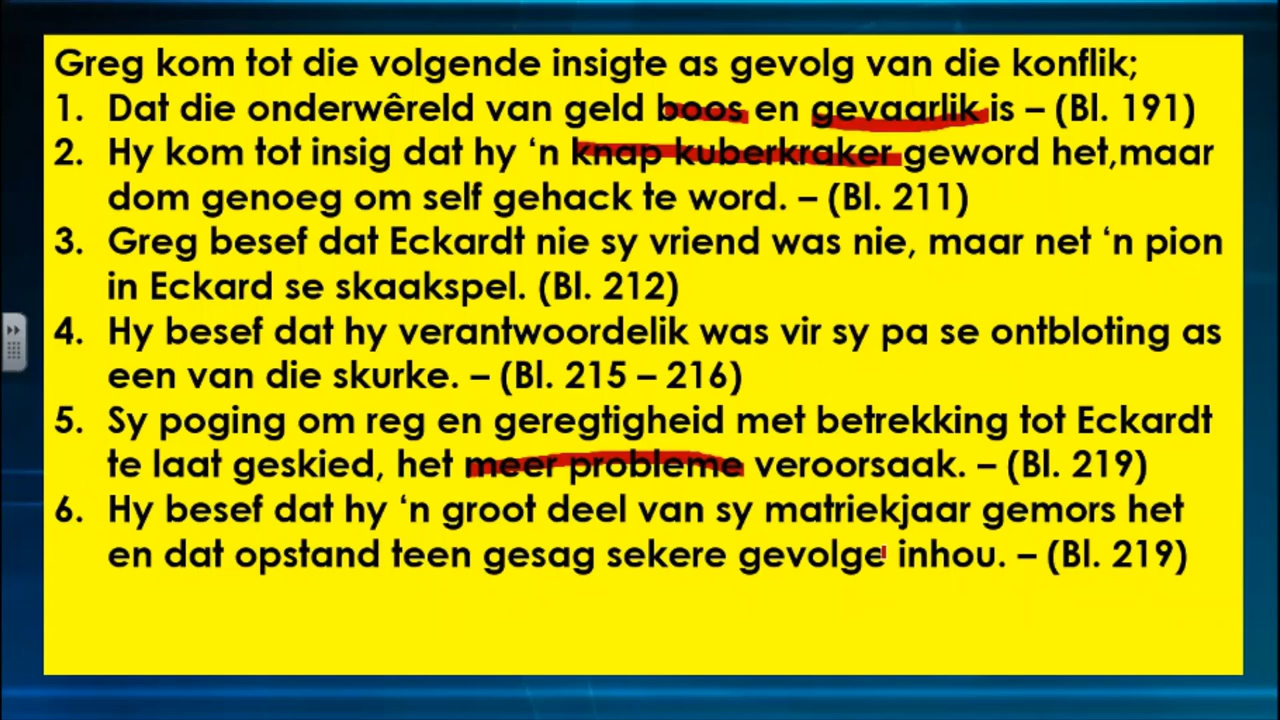 Greg kom tot die volgende insigte as gevolg van die konflik;
1. Dat die onderwêreld van geld boos en gevaarlik is – (Bl. 191)
2. Hy kom tot insig dat hy ‘n knap kuberkraker geword het,maar
dom genoeg om self gehack te word. – (Bl. 211)
3. Greg besef dat Eckardt nie sy vriend was nie, maar net ‘n pion
in Eckard se skaakspel. (Bl. 212)
4. Hy besef dat hy verantwoordelik was vir sy pa se ontbloting as
een van die skurke. – (Bl. 215 – 216)
5. Sy poging om reg en geregtigheid met betrekking tot Eckardt
te laat geskied, het meer probleme veroorsaak. – (Bl. 219)
6. Hy besef dat hy ‘n groot deel van sy matriekjaar gemors het
en dat opstand teen gesag sekere gevolge inhou. – (Bl. 219)